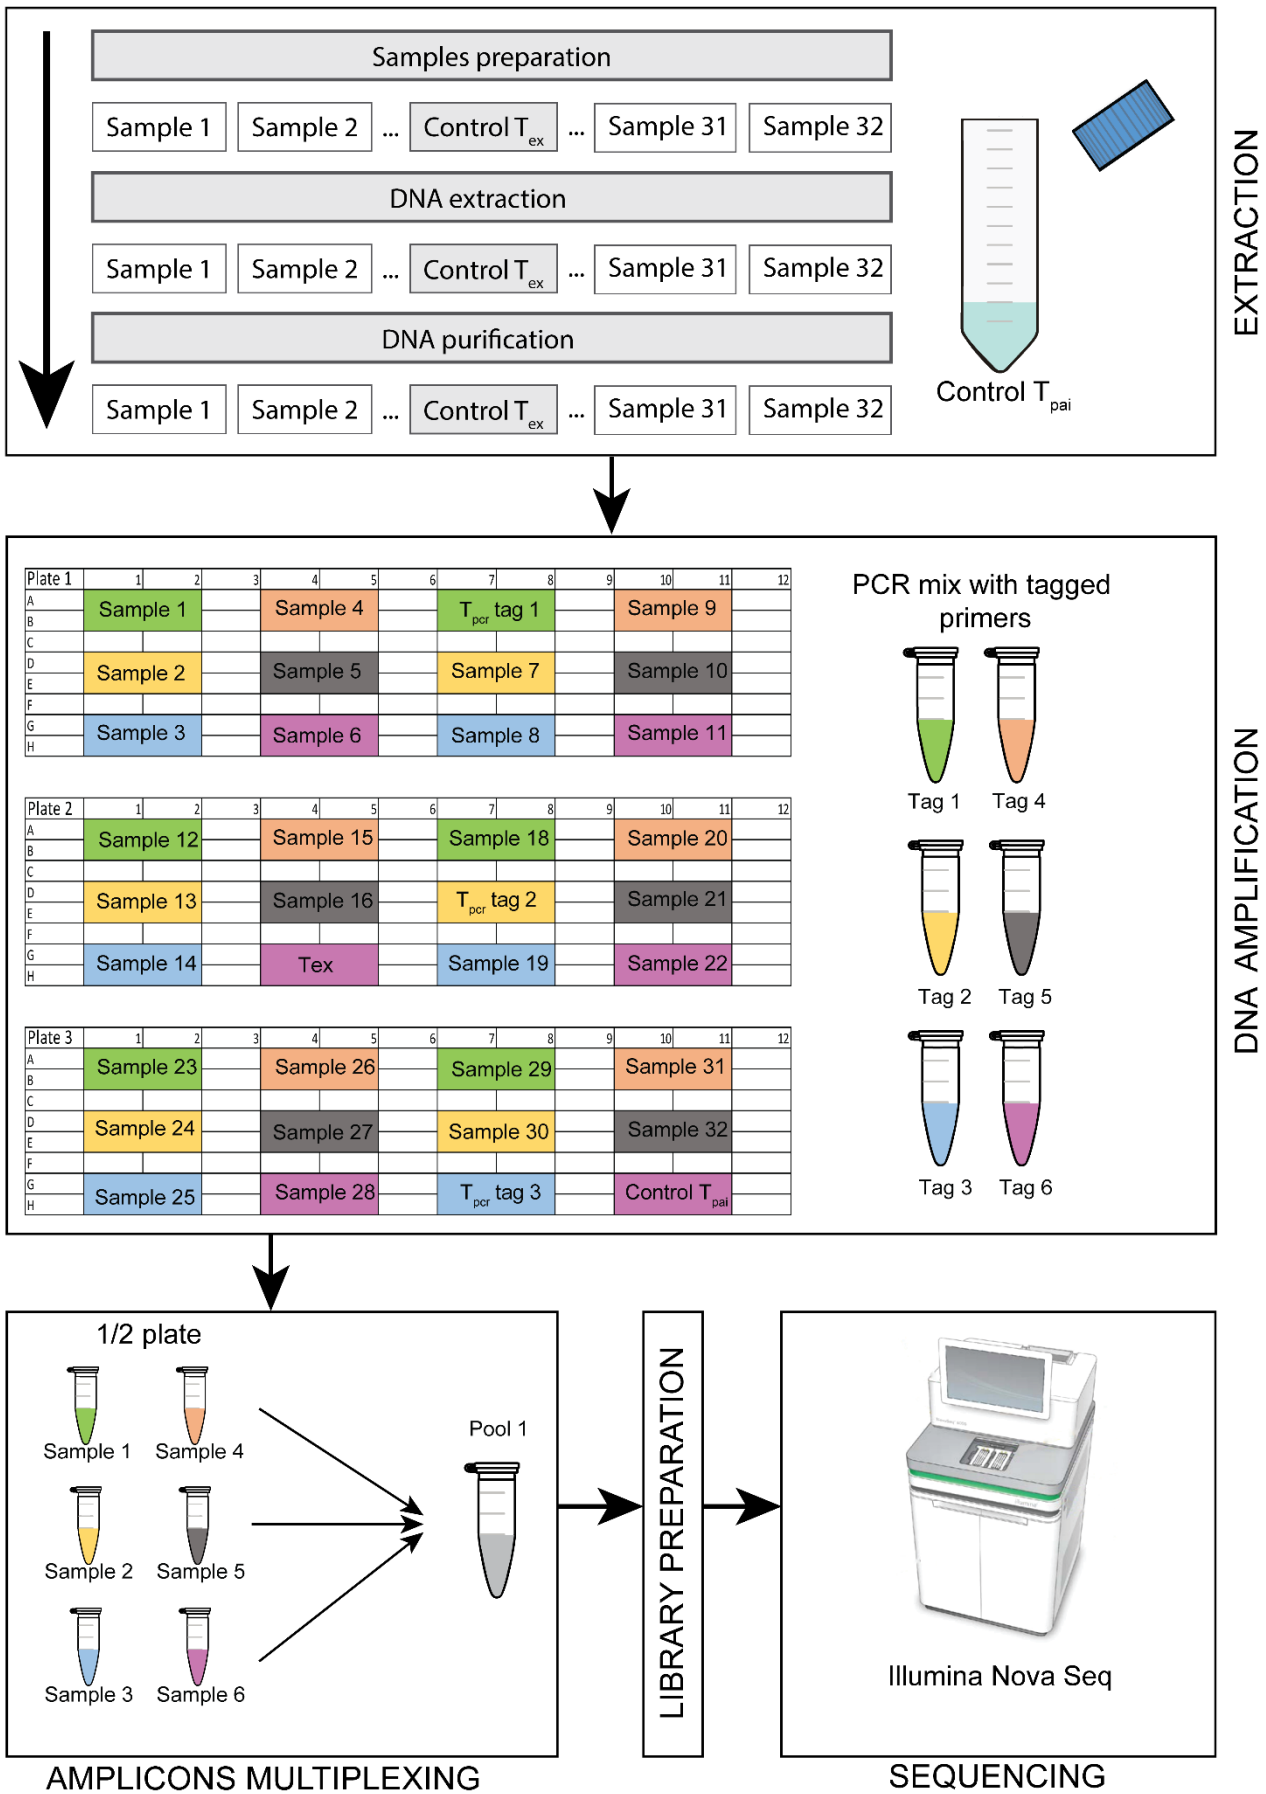 Samples preparation
Sample 1 Sample 2 ... Control Tex ... Sample 31 Sample 32
DNA extraction
Sample 1 Sample 2 ... Control Tex ... Sample 31 Sample 32
DNA purification
Sample 1 Sample 2 ... Control Tex ... Sample 31 Sample 32
Control Tpai
EXTRACTION
Plate 1 1 2 3 4 5 6 7 8 9 10 11 12
A
B
C
D
E
F
G
H
Sample 1 Sample 4 Tpcr tag 1 Sample 9
Sample 2 Sample 5 Sample 7 Sample 10
Sample 3 Sample 6 Sample 8 Sample 11
Plate 2 1 2 3 4 5 6 7 8 9 10 11 12
A
B
C
D
E
F
G
H
Sample 12 Sample 15 Sample 18 Sample 20
Sample 13 Sample 16 Tpcr tag 2 Sample 21
Sample 14 Tex Sample 19 Sample 22
Plate 3 1 2 3 4 5 6 7 8 9 10 11 12
A
B
C
D
E
F
G
H
Sample 23 Sample 26 Sample 29 Sample 31
Sample 24 Sample 27 Sample 30 Sample 32
Sample 25 Sample 28 Tpcr tag 3 Control Tpai
PCR mix with tagged
primers
Tag 1 Tag 4
Tag 2 Tag 5
Tag 3 Tag 6
DNA AMPLIFICATION
1/2 plate
Sample 1 Sample 4
Sample 2 Sample 5
Sample 3 Sample 6
Pool 1
AMPLICONS MULTIPLEXING
LIBRARY PREPARATION
Illumina Nova Seq
SEQUENCING